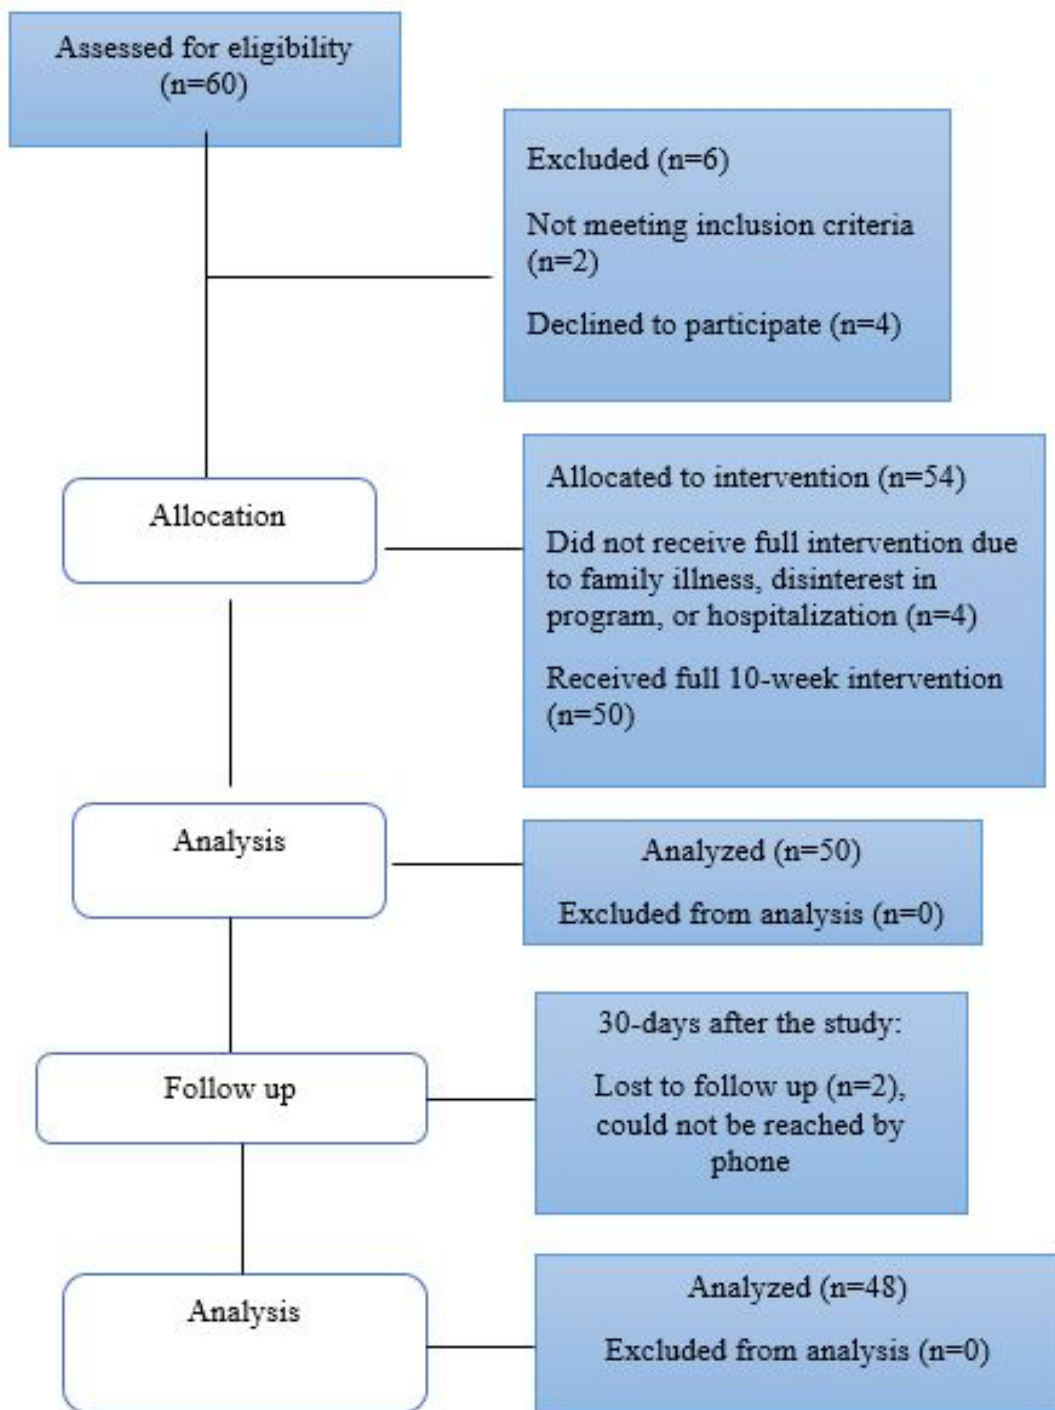 Assessed for eligibility
(n=60)
Excluded (n=6)
Not meeting inclusion criteria
(n=2)
Declined to participate (n=4)
Allocation
Allocated to intervention (n=54)
Did not receive full intervention due
to family illness, disinterest in
program, or hospitalization (n=4)
Received full 10-week intervention
(n=50)
Analysis
Analyzed (n=50)
Excluded from analysis (n=0)
Follow up
30-days after the study:
Lost to follow up (n=2),
could not be reached by
phone
Analysis
Analyzed (n=48)
Excluded from analysis (n=0)